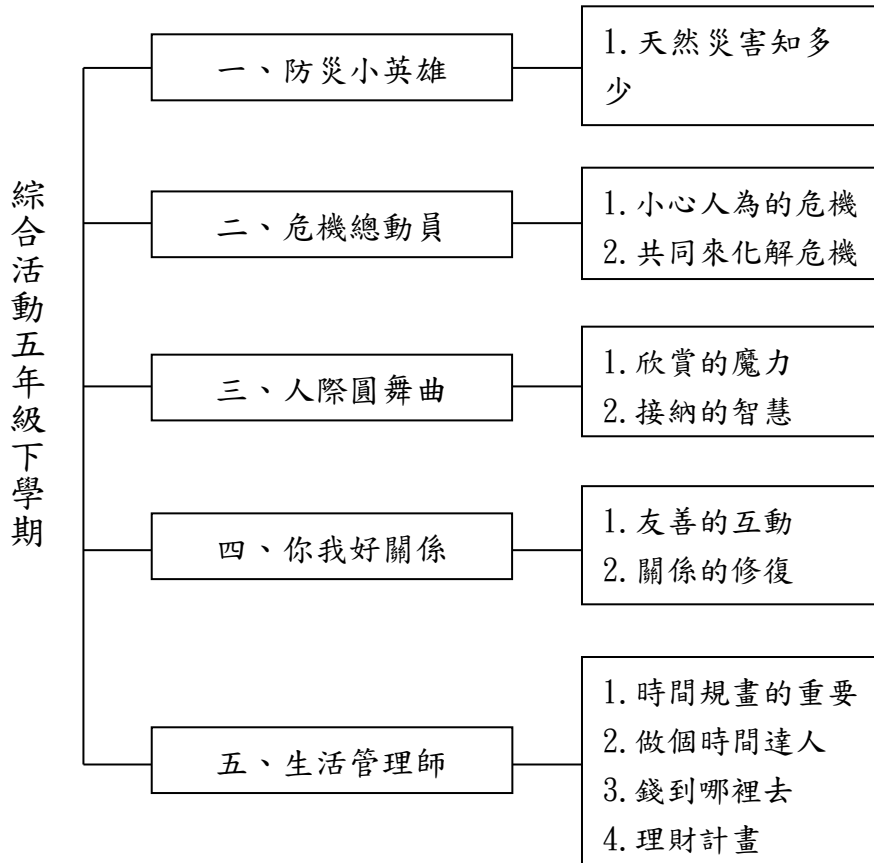 綜合活動五年級下學期
一、防災小英雄
1.天然災害知多
少
二、危機總動員
1.小心人為的危機
2.共同來化解危機
三、人際圓舞曲
1.欣賞的魔力
2.接納的智慧
四、你我好關係
1.友善的互動
2.關係的修復
五、生活管理師
1.時間規畫的重要
2.做個時間達人
3.錢到哪裡去
4.理財計畫